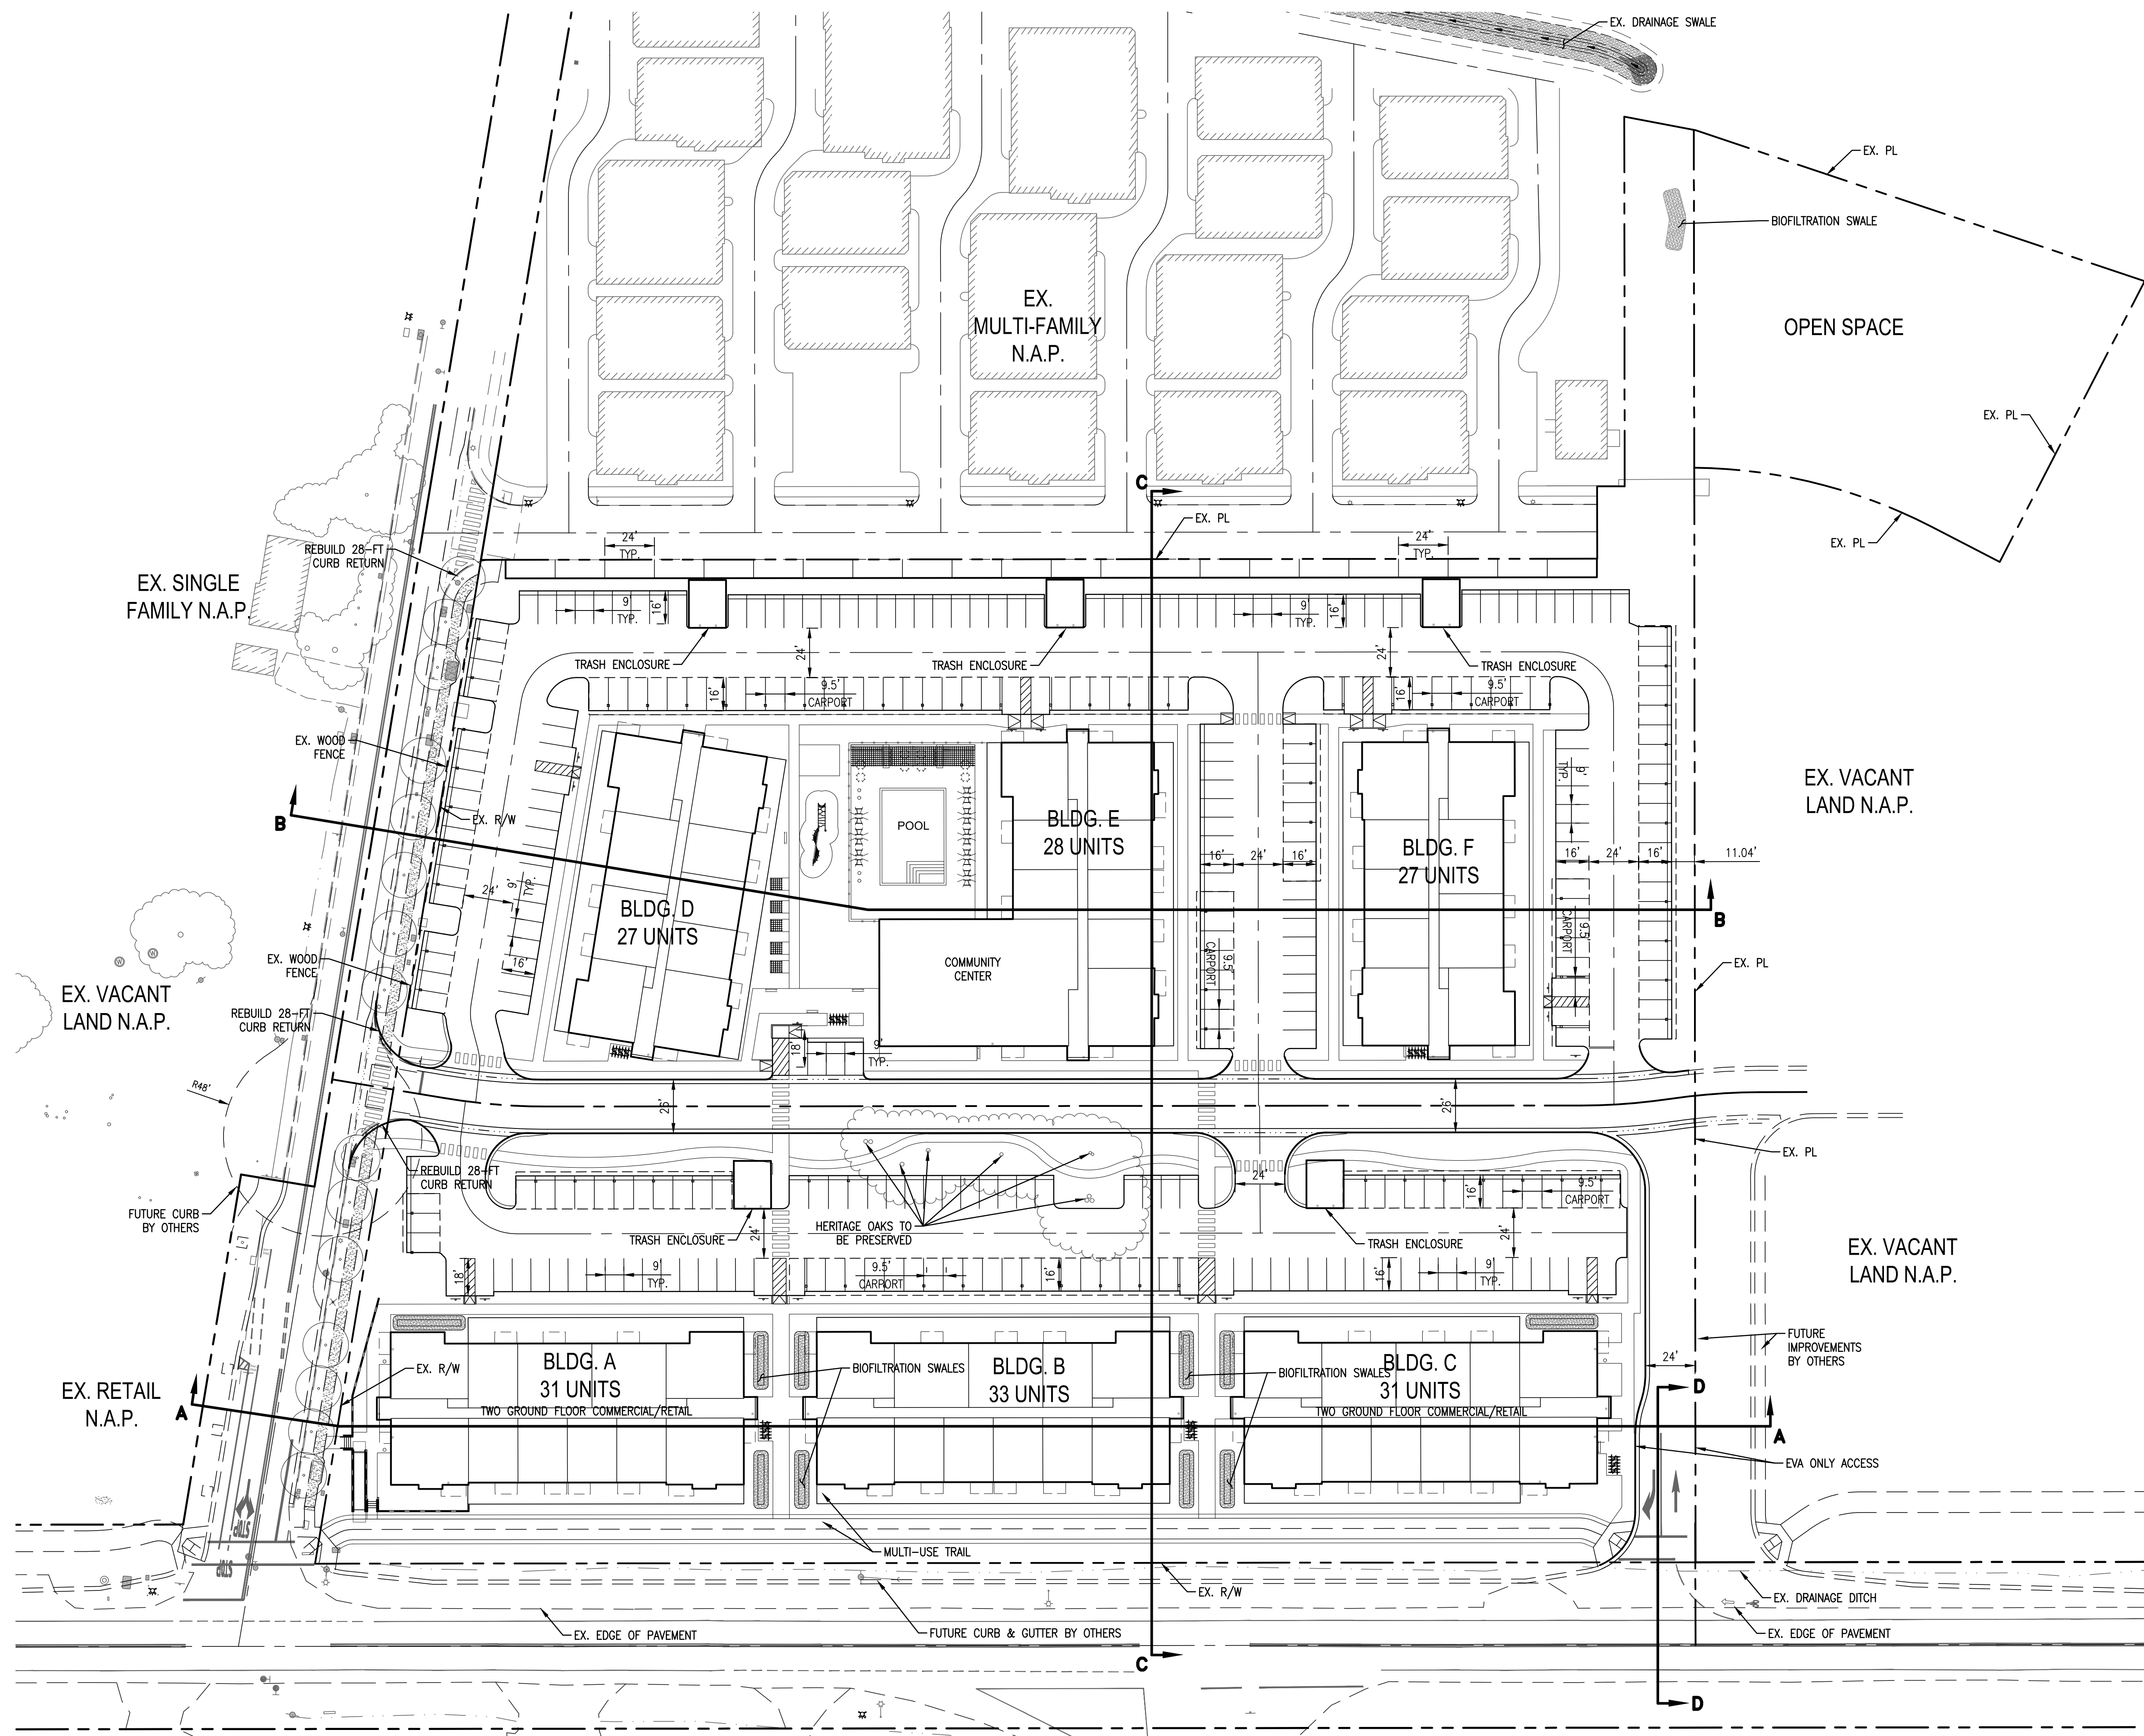 EX. DRAINAGE SWALE
EX. PL
BIOFILTRATION SWALE
EX.
MULTI-FAMILY
N.A.P.
OPEN SPACE
EX. PL
C
EX. PL
EX. PL
24'
TYP.
24'
TYP.
REBUILD 28-FT
CURB RETURN
EX. SINGLE
FAMILY N.A.P.
9'
TYP.
16'
9'
TYP.
16'
TRASH ENCLOSURE
24'
TRASH ENCLOSURE
24'
TRASH ENCLOSURE
16'
9.5'
CARPORT
16'
9.5'
CARPORT
EX. WOOD
FENCE
9'
TYP.
EX. VACANT
LAND N.A.P.
B
EX. R/W
POOL
BLDG. E
28 UNITS
BLDG. F
27 UNITS
16'
24'
16'
16'
24'
16'
11.04'
24'
9'
TYP.
BLDG. D
27 UNITS
B
CARPORT
9.5'
CARPORT
9.5'
16'
EX. WOOD
FENCE
COMMUNITY
CENTER
EX. PL
EX. VACANT
LAND N.A.P.
REBUILD 28-FT
CURB RETURN
18'
9'
TYP.
R48'
26'
26'
EX. PL
REBUILD 28-FT
CURB RETURN
24'
16'
9.5'
CARPORT
FUTURE CURB
BY OTHERS
HERITAGE OAKS TO
BE PRESERVED
TRASH ENCLOSURE
24'
TRASH ENCLOSURE
24'
EX. VACANT
LAND N.A.P.
18'
9'
TYP.
9.5'
CARPORT
16'
16'
9'
TYP.
FUTURE
IMPROVEMENTS
BY OTHERS
EX. R/W
BLDG. A
31 UNITS
BIOFILTRATION SWALES
BLDG. B
33 UNITS
BIOFILTRATION SWALES
BLDG. C
31 UNITS
24'
EX. RETAIL
N.A.P.
A
TWO GROUND FLOOR COMMERCIAL/RETAIL
TWO GROUND FLOOR COMMERCIAL/RETAIL
D
A
EVA ONLY ACCESS
STOP
STOP
MULTI-USE TRAIL
EX. R/W
EX. DRAINAGE DITCH
EX. EDGE OF PAVEMENT
FUTURE CURB & GUTTER BY OTHERS
EX. EDGE OF PAVEMENT
C
D
W
W